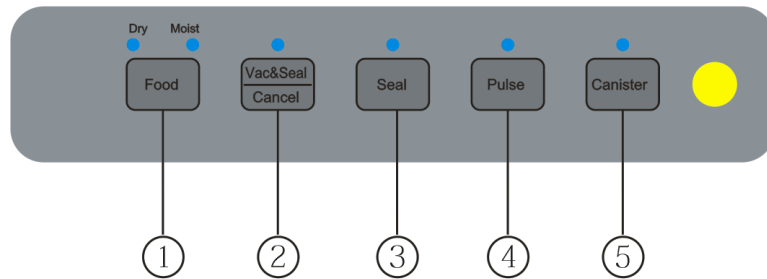 Dry Moist
Food
Vac&Seal
Cancel
Seal
Pulse
Canister
① ② ③ ④ ⑤